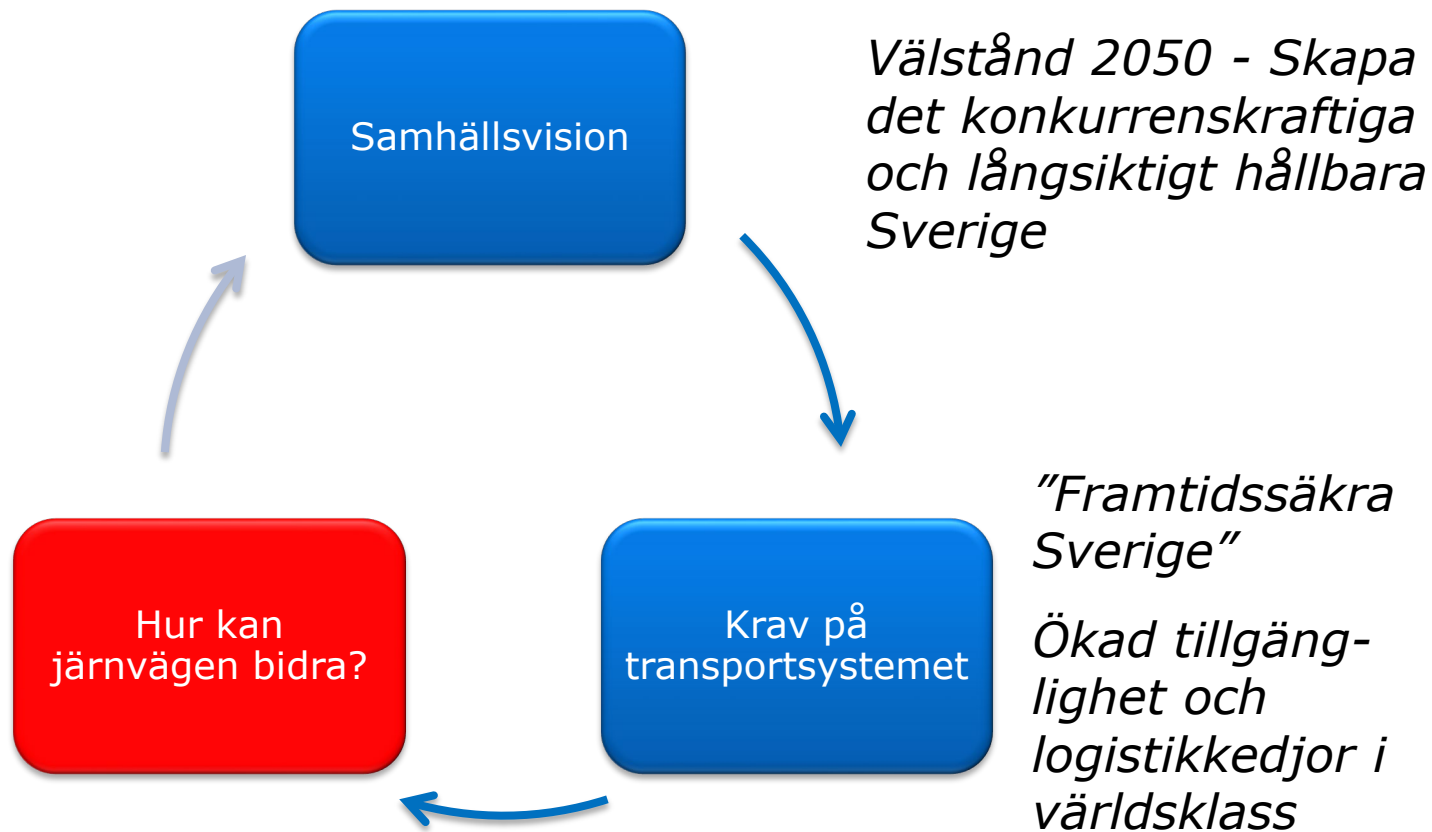 Samhällsvision
Välstånd 2050 - Skapa
det konkurrenskraftiga
och långsiktigt hållbara
Sverige
Hur kan
järnvägen bidra?
Krav på
transportsystemet
”Framtidssäkra
Sverige”
Ökad tillgäng-
lighet och
logistikkedjor i
världsklass